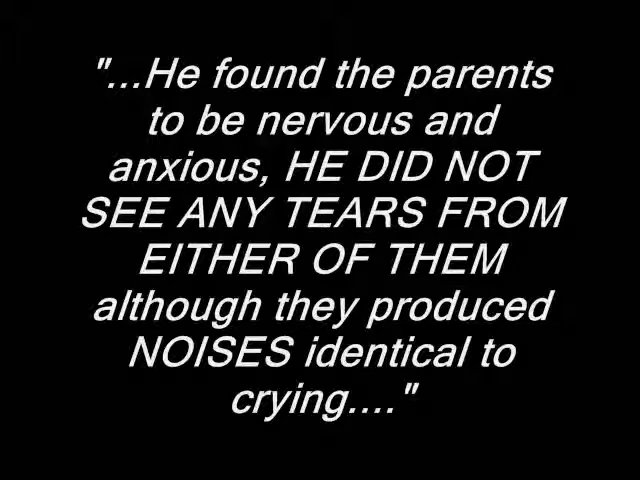 "...He found the parents
to be nervous and
anxious, HE DID NOT
SEE ANY TEARS FROM
EITHER OF THEM
although they produced
NOISES identical to
crying...."